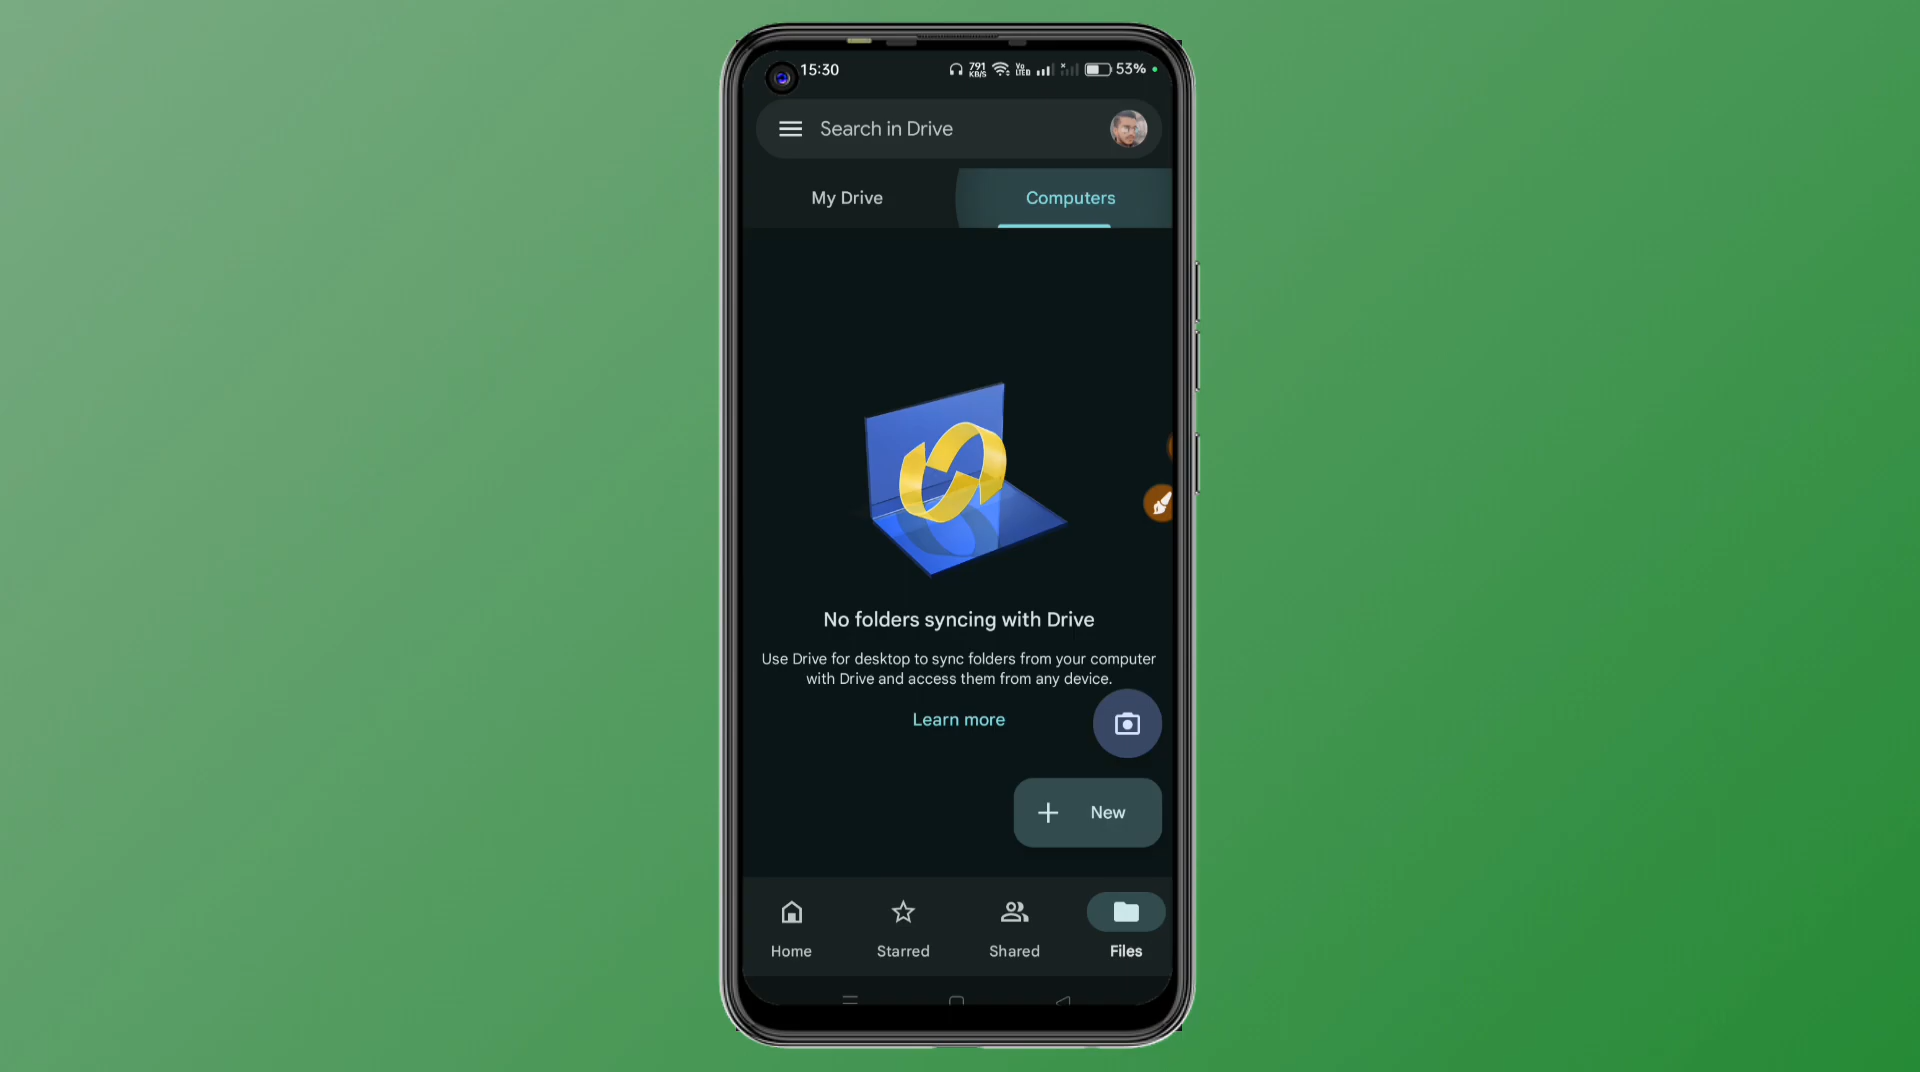 15:30
791 KB/S Vo LTE 53%
Search in Drive
My Drive
Computers
No folders syncing with Drive
Use Drive for desktop to sync folders from your computer
with Drive and access them from any device.
Learn more
New
Home
Starred
Shared
Files